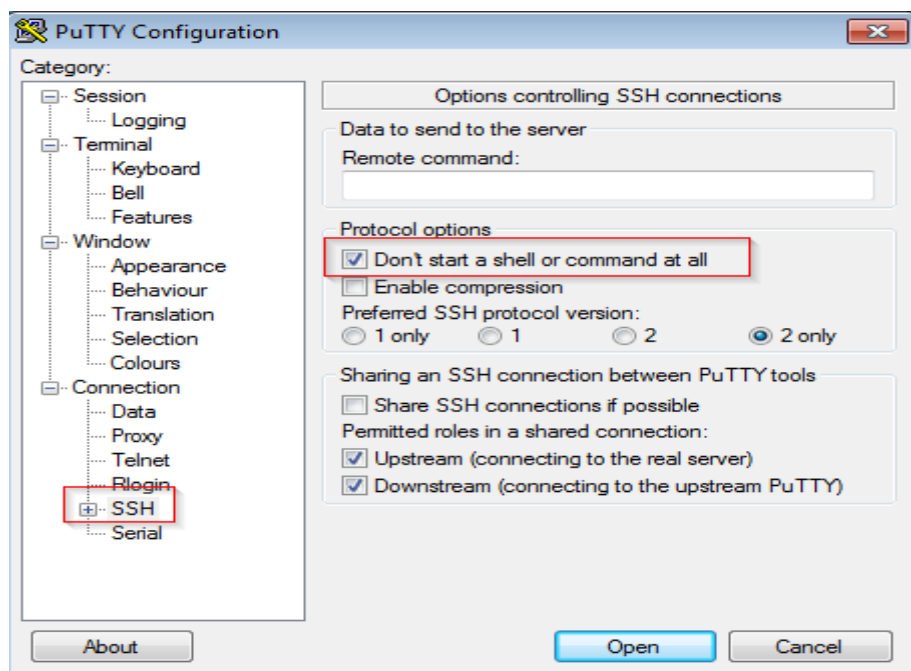 PuTTY Configuration
Category:
Session
Logging
Terminal
Keyboard
Bell
Features
Window
Appearance
Behaviour
Translation
Selection
Colours
Connection
Data
Proxy
Telnet
Rlogin
SSH
Serial
Options controlling SSH connections
Data to send to the server
Remote command:
Protocol options
Don't start a shell or command at all
Enable compression
Preferred SSH protocol version:
1 only 1 2 2 only
Sharing an SSH connection between PuTTY tools
Share SSH connections if possible
Permitted roles in a shared connection:
Upstream (connecting to the real server)
Downstream (connecting to the upstream PuTTY)
About Open Cancel